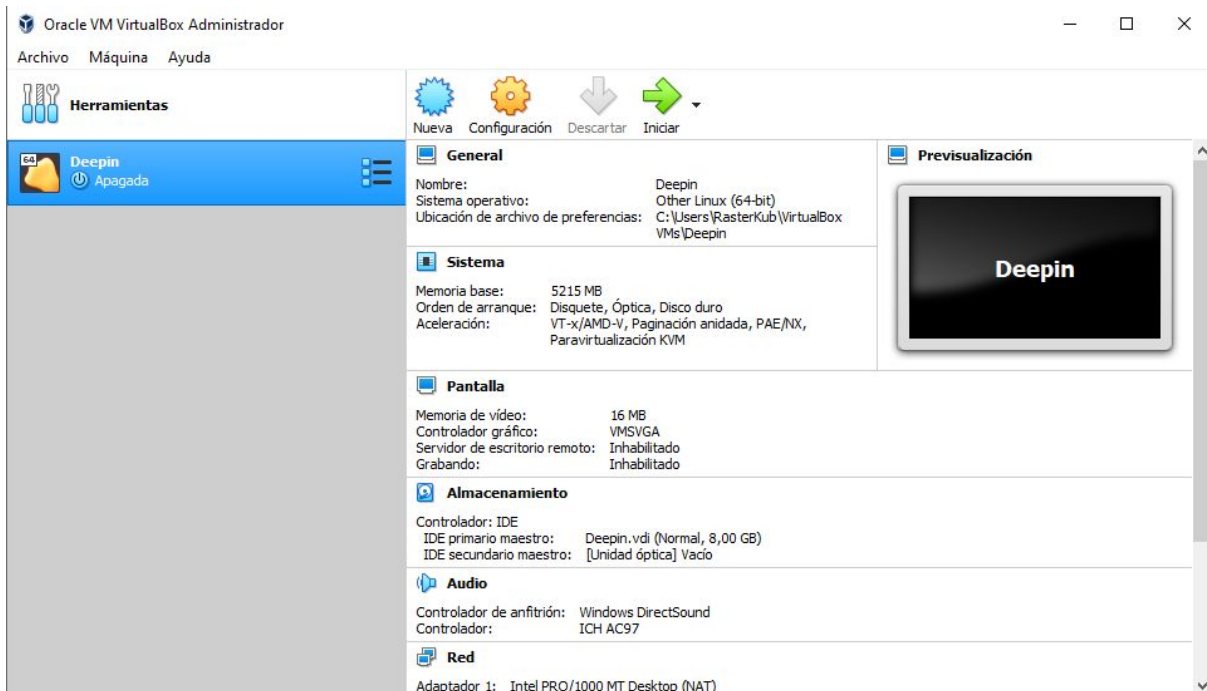 Oracle VM VirtualBox Administrador
Archivo Máquina Ayuda
Herramientas
Nueva Configuración Descartar Iniciar
64
Deepin
Apagada
General
Nombre: Deepin
Sistema operativo: Other Linux (64-bit)
Ubicación de archivo de preferencias: C:\Users\RasterKub\VirtualBox
VMs\Deepin
Previsualización
Deepin
Sistema
Memoria base: 5215 MB
Orden de arranque: Disquete, Óptica, Disco duro
Aceleración: VT-x/AMD-V, Paginación anidada, PAE/NX,
Paravirtualización KVM
Pantalla
Memoria de vídeo: 16 MB
Controlador gráfico: VMSVGA
Servidor de escritorio remoto: Inhabilitado
Grabando: Inhabilitado
Almacenamiento
Controlador: IDE
IDE primario maestro: Deepin.vdi (Normal, 8,00 GB)
IDE secundario maestro: [Unidad óptica] Vacío
Audio
Controlador de anfitrión: Windows DirectSound
Controlador: ICH AC97
Red
Adaptador 1: Intel PRO/1000 MT Desktop (NAT)